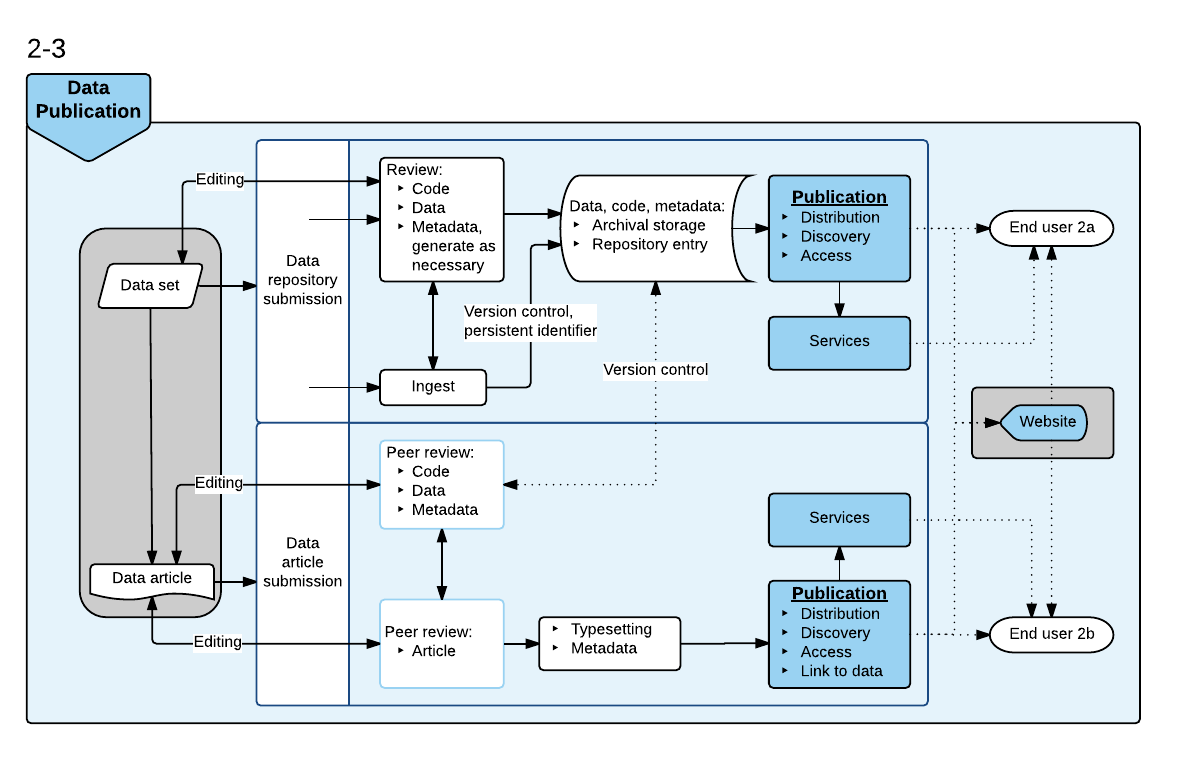 2-3
Data
Publication
Editing
Data set
Data
repository
submission
Review:
‣ Code
‣ Data
‣ Metadata,
generate as
necessary
Version control,
persistent identifier
Ingest
Data, code, metadata:
‣ Archival storage
‣ Repository entry
Version control
Publication
‣ Distribution
‣ Discovery
‣ Access
Services
End user 2a
Website
Editing
Data article
Editing
Data
article
submission
Peer review:
‣ Code
‣ Data
‣ Metadata
Peer review:
‣ Article
‣ Typesetting
‣ Metadata
Services
Publication
‣ Distribution
‣ Discovery
‣ Access
‣ Link to data
End user 2b